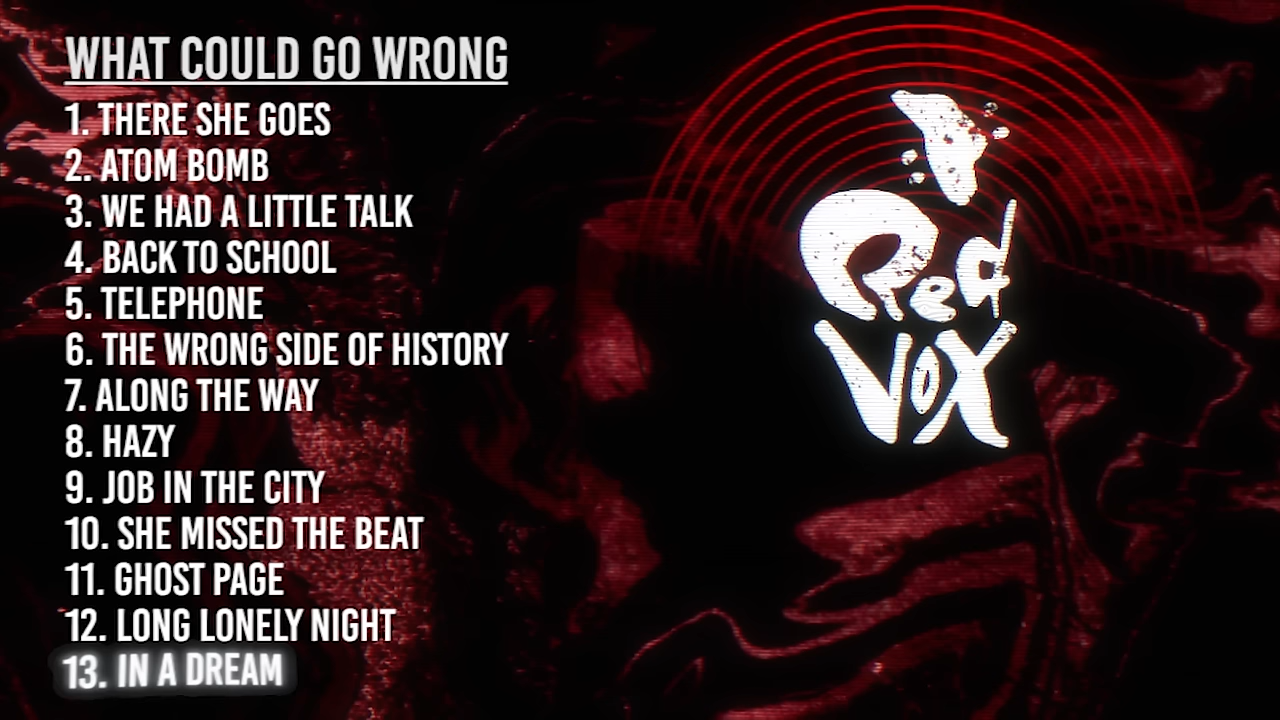 WHAT COULD GO WRONG
1. THERE SHE GOES
2. ATOM BOMB
3. WE HAD A LITTLE TALK
4. BACK TO SCHOOL
5. TELEPHONE
6. THE WRONG SIDE OF HISTORY
7. ALONG THE WAY
8. HAZY
9. JOB IN THE CITY
10. SHE MISSED THE BEAT
11. GHOST PAGE
12. LONG LONELY NIGHT
13. IN A DREAM
Red
VOX